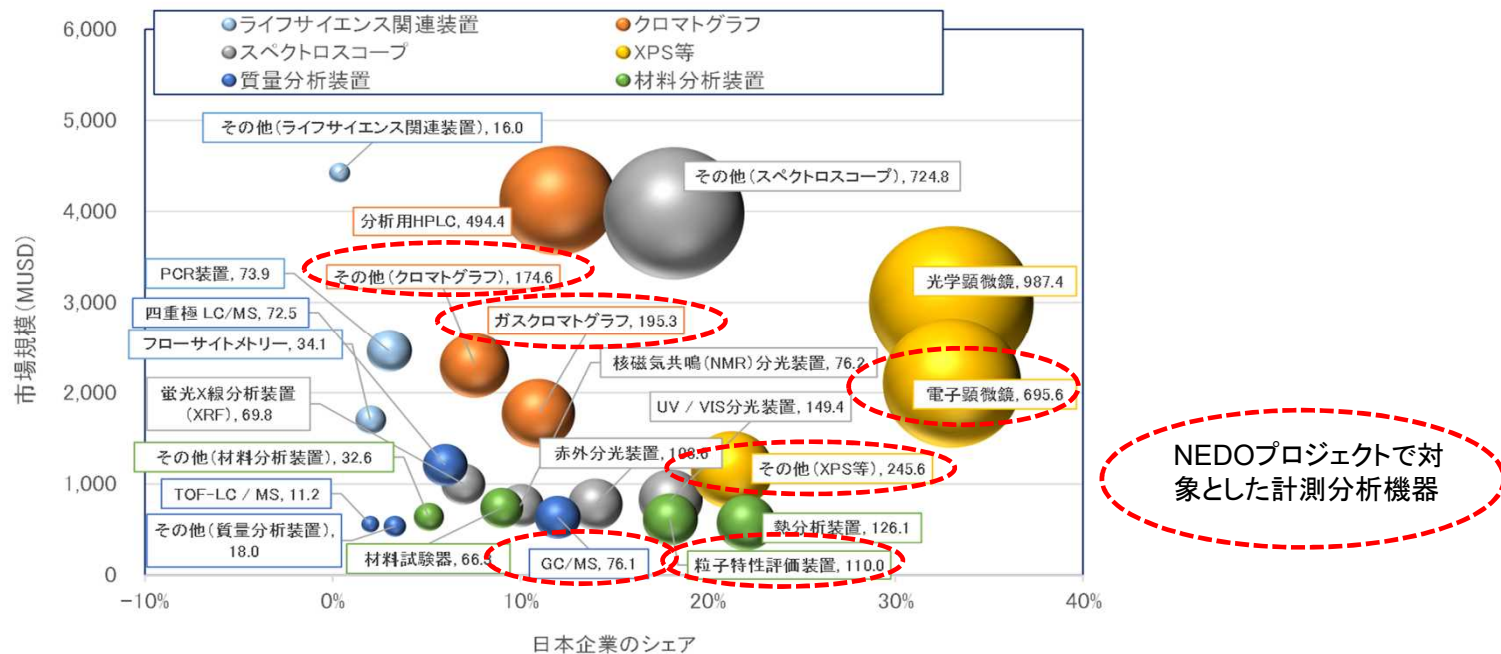 ライフサイエンス関連装置
クロマトグラフ
スペクトロスコープ
XPS等
質量分析装置
材料分析装置
市場規模(MUSD)
6,000
5,000
4,000
3,000
2,000
1,000
0
その他(ライフサイエンス関連装置), 16.0
その他(スペクトロスコープ), 724.8
分析用HPLC, 494.4
PCR装置, 73.9
その他(クロマトグラフ), 174.6
光学顕微鏡, 987.4
四重極 LC/MS, 72.5
ガスクロマトグラフ, 195.3
フローサイトメトリー, 34.1
核磁気共鳴(NMR)分光装置, 76.2
蛍光X線分析装置
(XRF), 69.8
UV / VIS分光装置, 149.4
電子顕微鏡, 695.6
その他(材料分析装置), 32.6
赤外分光装置,
その他(XPS等), 245.6
TOF-LC / MS, 11.2
その他(質量分析装置),
18.0
熱分析装置, 126.1
材料試験器,
GC/MS, 76.1
粒子特性評価装置, 110.0
-10%
0%
10%
20%
30%
40%
日本企業のシェア
NEDOプロジェクトで対
象とした計測分析機器